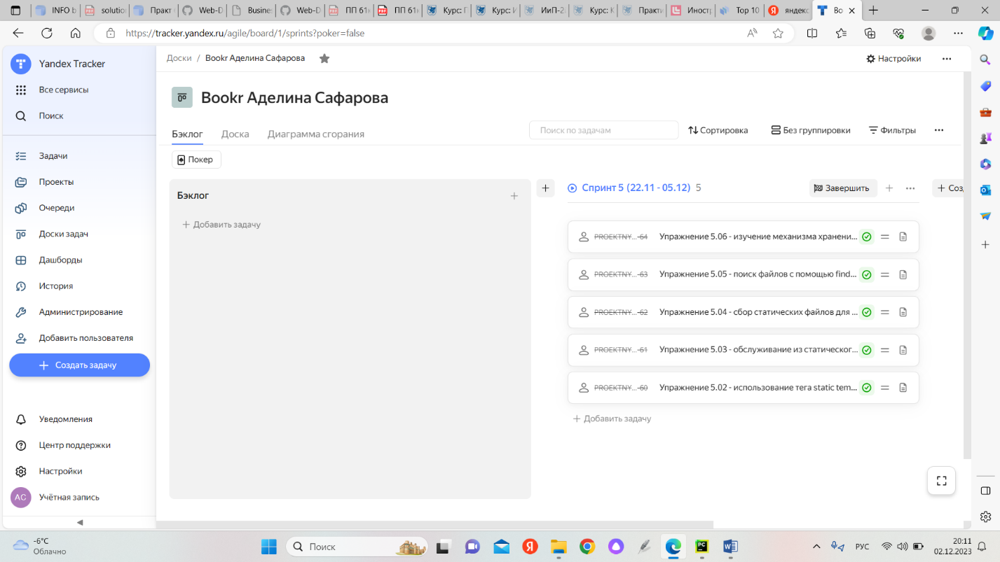 INFO b
solution
Практ
Web-D
Busines
Web-D
ПП 61к
ПП 61к
Курс: Г
Курс: И
ИиП-2
Курс: К
Практи
Иност
Top 10
яндекс
Bo
https://tracker.yandex.ru/agile/board/1/sprints?poker=false
Yandex Tracker
Все сервисы
Поиск
Задачи
Проекты
Очереди
Доски задач
Дашборды
История
Администрирование
Добавить пользователя
Создать задачу
Уведомления
Центр поддержки
Настройки
АС Учётная запись
Доски / Bookr Аделина Сафарова
Настройки
Bookr Аделина Сафарова
Бэклог Доска Диаграмма сгорания
Поиск по задачам
Сортировка
Без группировки
Фильтры
Покер
Бэклог
Добавить задачу
Спринт 5 (22.11 - 05.12) 5
Завершить
Соз
PROEKTNY...-64 Упражнение 5.06 - изучение механизма хранени...
PROEKTNY...-63 Упражнение 5.05 - поиск файлов с помощью find...
PROEKTNY...-62 Упражнение 5.04 - сбор статических файлов для ...
PROEKTNY...-61 Упражнение 5.03 - обслуживание из статическог...
PROEKTNY...-60 Упражнение 5.02 - использование тега static tem...
Добавить задачу
-6°C
Облачно
Поиск
РУС
20:11
02.12.2023